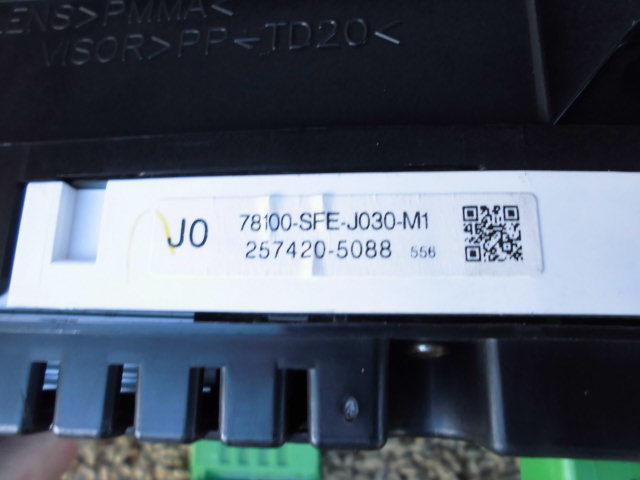 LENS>PMMA<
VISOR>PP-TD20<
J0 78100-SFE-J030-M1
257420-5088 556